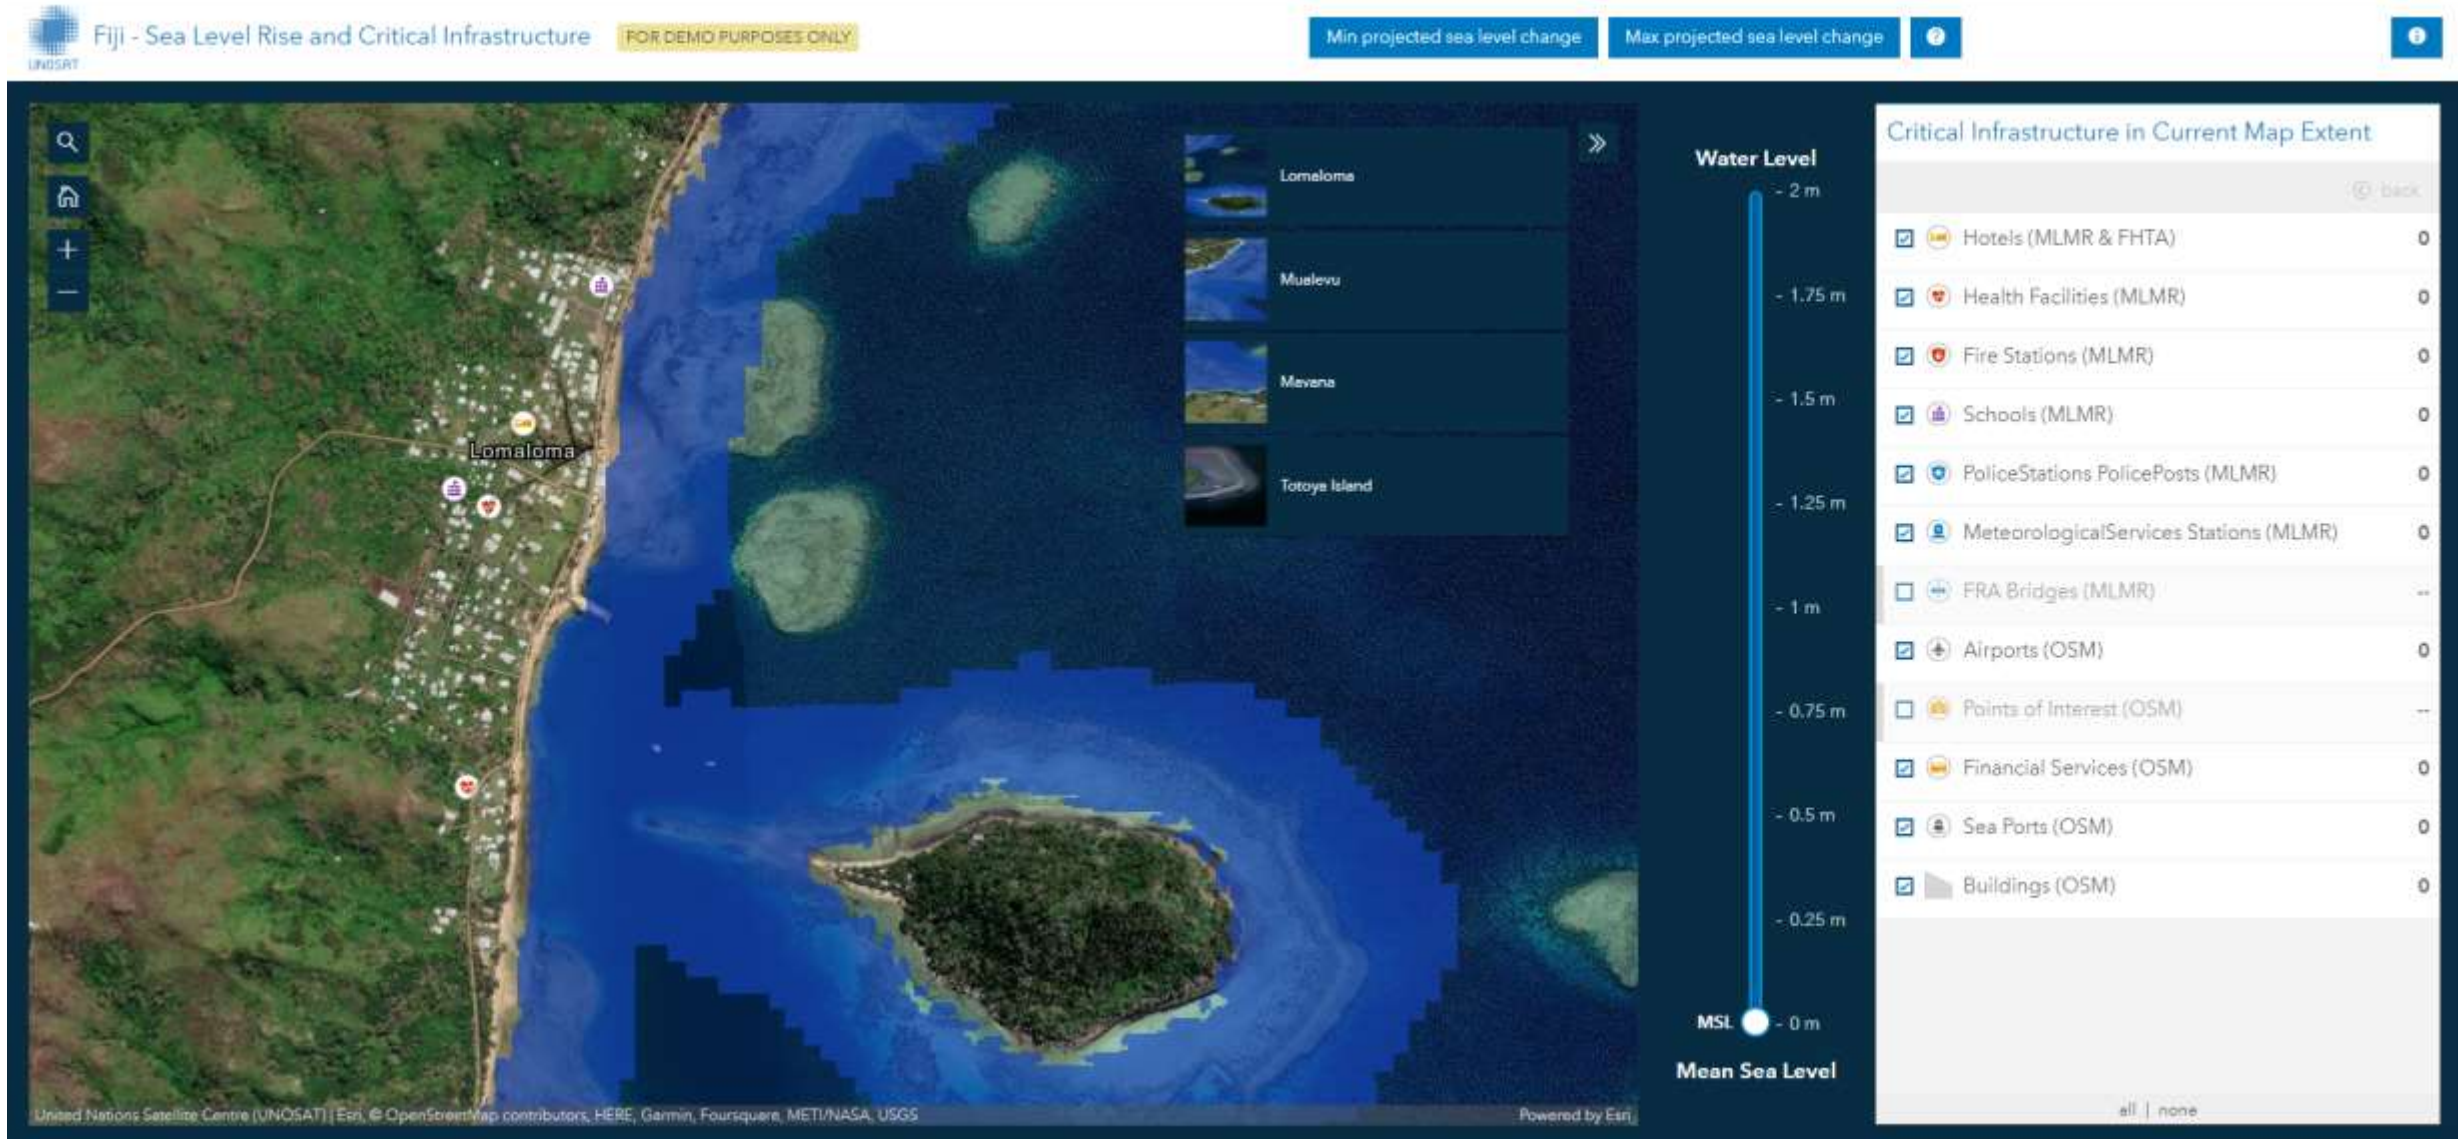 UNOSAT
Fiji - Sea Level Rise and Critical Infrastructure
FOR DEMO PURPOSES ONLY
Min projected sea level change
Max projected sea level change
?
Lomaloma
Lomaloma
Mualevu
Mavana
Totoya Island
Water Level
- 2 m
- 1.75 m
- 1.5 m
- 1.25 m
- 1 m
- 0.75 m
- 0.5 m
- 0.25 m
MSL - 0 m
Mean Sea Level
Critical Infrastructure in Current Map Extent
back
Hotels (MLMR & FHTA) 0
Health Facilities (MLMR) 0
Fire Stations (MLMR) 0
Schools (MLMR) 0
PoliceStations PolicePosts (MLMR) 0
MeteorologicalServices Stations (MLMR) 0
FRA Bridges (MLMR) --
Airports (OSM) 0
Points of Interest (OSM) --
Financial Services (OSM) 0
Sea Ports (OSM) 0
Buildings (OSM) 0
all | none
United Nations Satellite Centre (UNOSAT) | Esri, © OpenStreetMap contributors, HERE, Garmin, Foursquare, METI/NASA, USGS
Powered by Esri